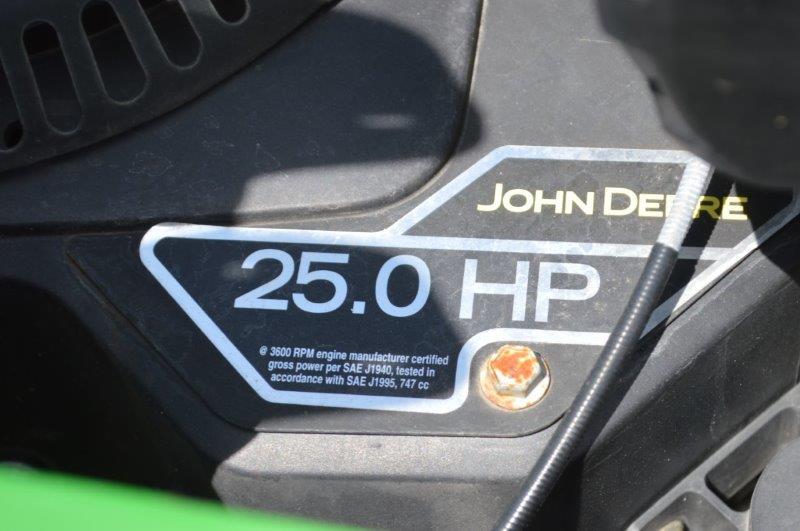 JOHN DEERE
25.0 HP
@ 3600 RPM engine manufacturer certified
gross power per SAE J1940, tested in
accordance with SAE J1995, 747 cc